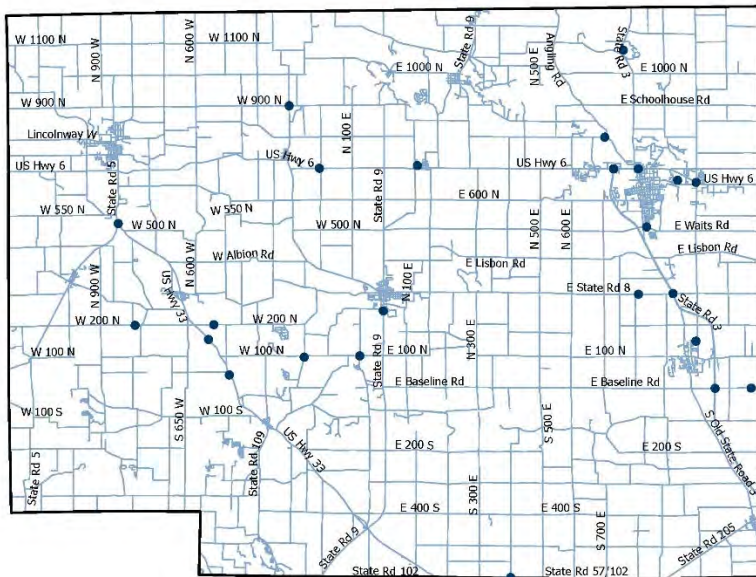 W 1100 N
N 900 W
N 600 W
W 1100 N
State Rd 9
N 500 E
Angling Rd
State Rd 3
E 1000 N
E 1000 N
W 900 N
W 900 N
E Schoolhouse Rd
Lincolnway W
N 100 E
US Hwy 6
State Rd 5
US Hwy 6
US Hwy 6
US Hwy 6
State Rd 9
E 600 N
W 550 N
W 550 N
W 500 N
W 500 N
N 500 E
N 600 E
E Waits Rd
W Albion Rd
E Lisbon Rd
E Lisbon Rd
N 900 W
US Hwy 33
N 600 W
N 100 E
E State Rd 8
State Rd 3
W 200 N
W 200 N
N 300 E
W 100 N
W 100 N
State Rd 9
E 100 N
E 100 N
E Baseline Rd
E Baseline Rd
W 100 S
S 650 W
W 100 S
S 500 E
S Old State Road
State Rd 5
State Rd 109
US Hwy 33
E 200 S
E 200 S
S 300 E
E 400 S
E 400 S
S 700 E
State Rd 205
State Rd 9
State Rd 102
State Rd 57/102